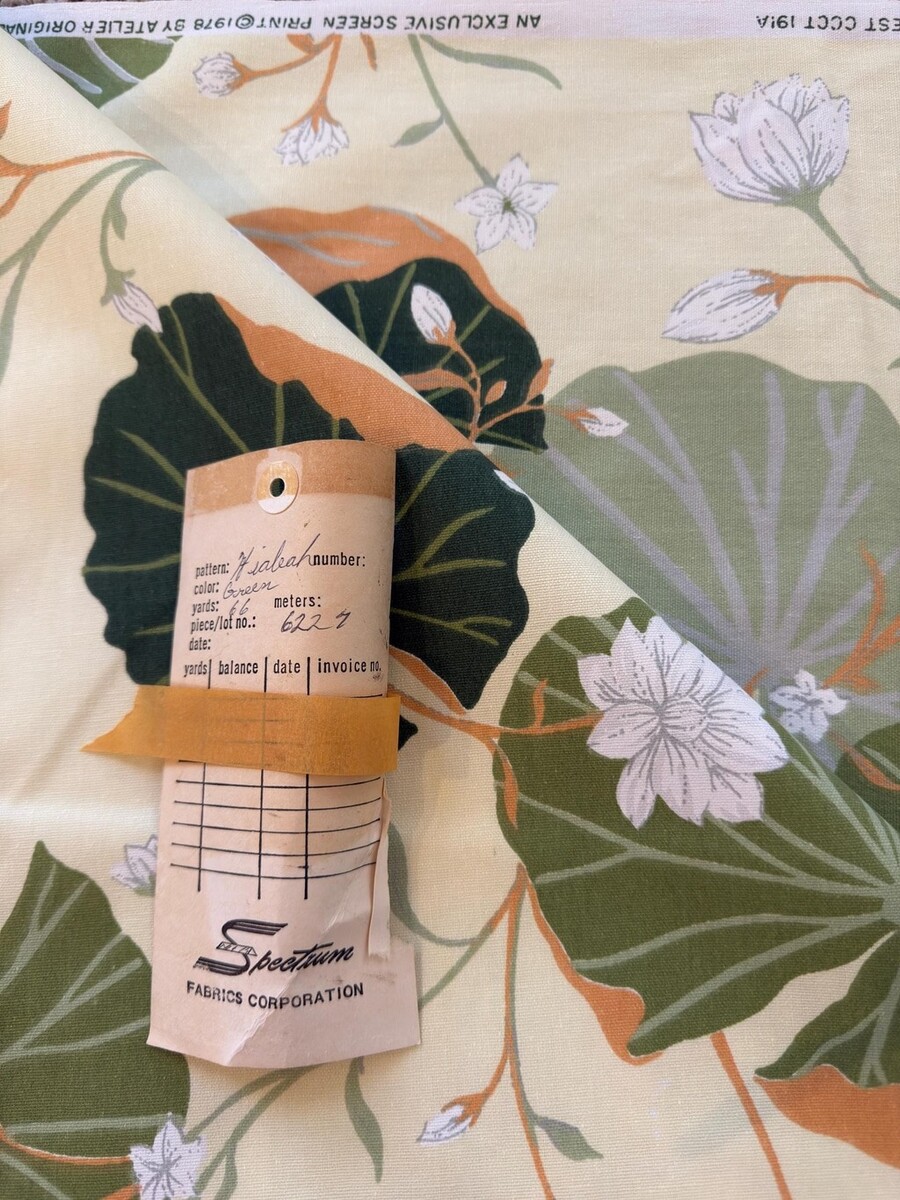 AN EXCLUSIVE SCREEN PRINT©1978 BY ATELIER ORIGINAL
EST CCCT 191A
pattern: Hialeah number:
color: Green
yards: 66 meters:
piece/lot no.: 6227
date:
yards balance date invoice no.
Spectrum
FABRICS CORPORATION